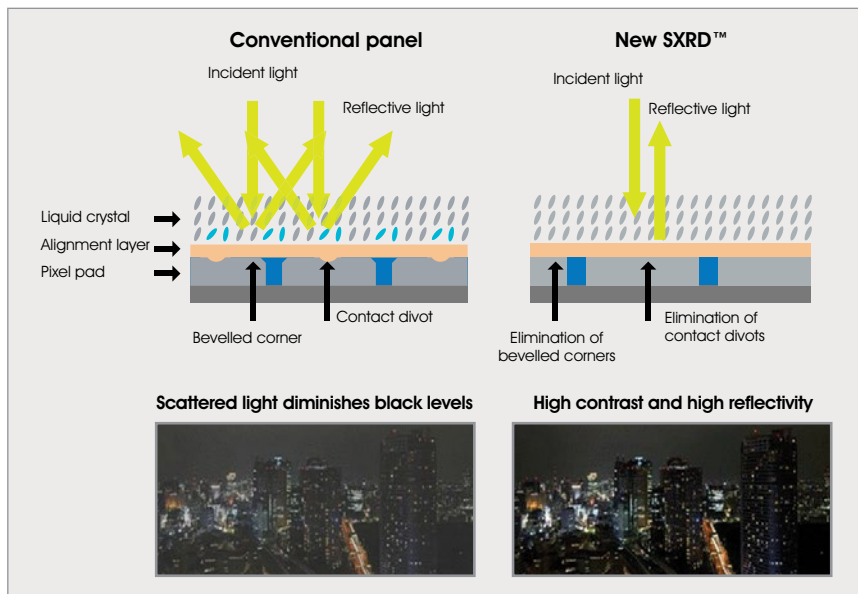 Conventional panel
New SXRD™
Incident light
Reflective light
Incident light
Reflective light
Liquid crystal
Alignment layer
Pixel pad
Bevelled corner
Contact divot
Elimination of
bevelled corners
Elimination of
contact divots
Scattered light diminishes black levels
High contrast and high reflectivity